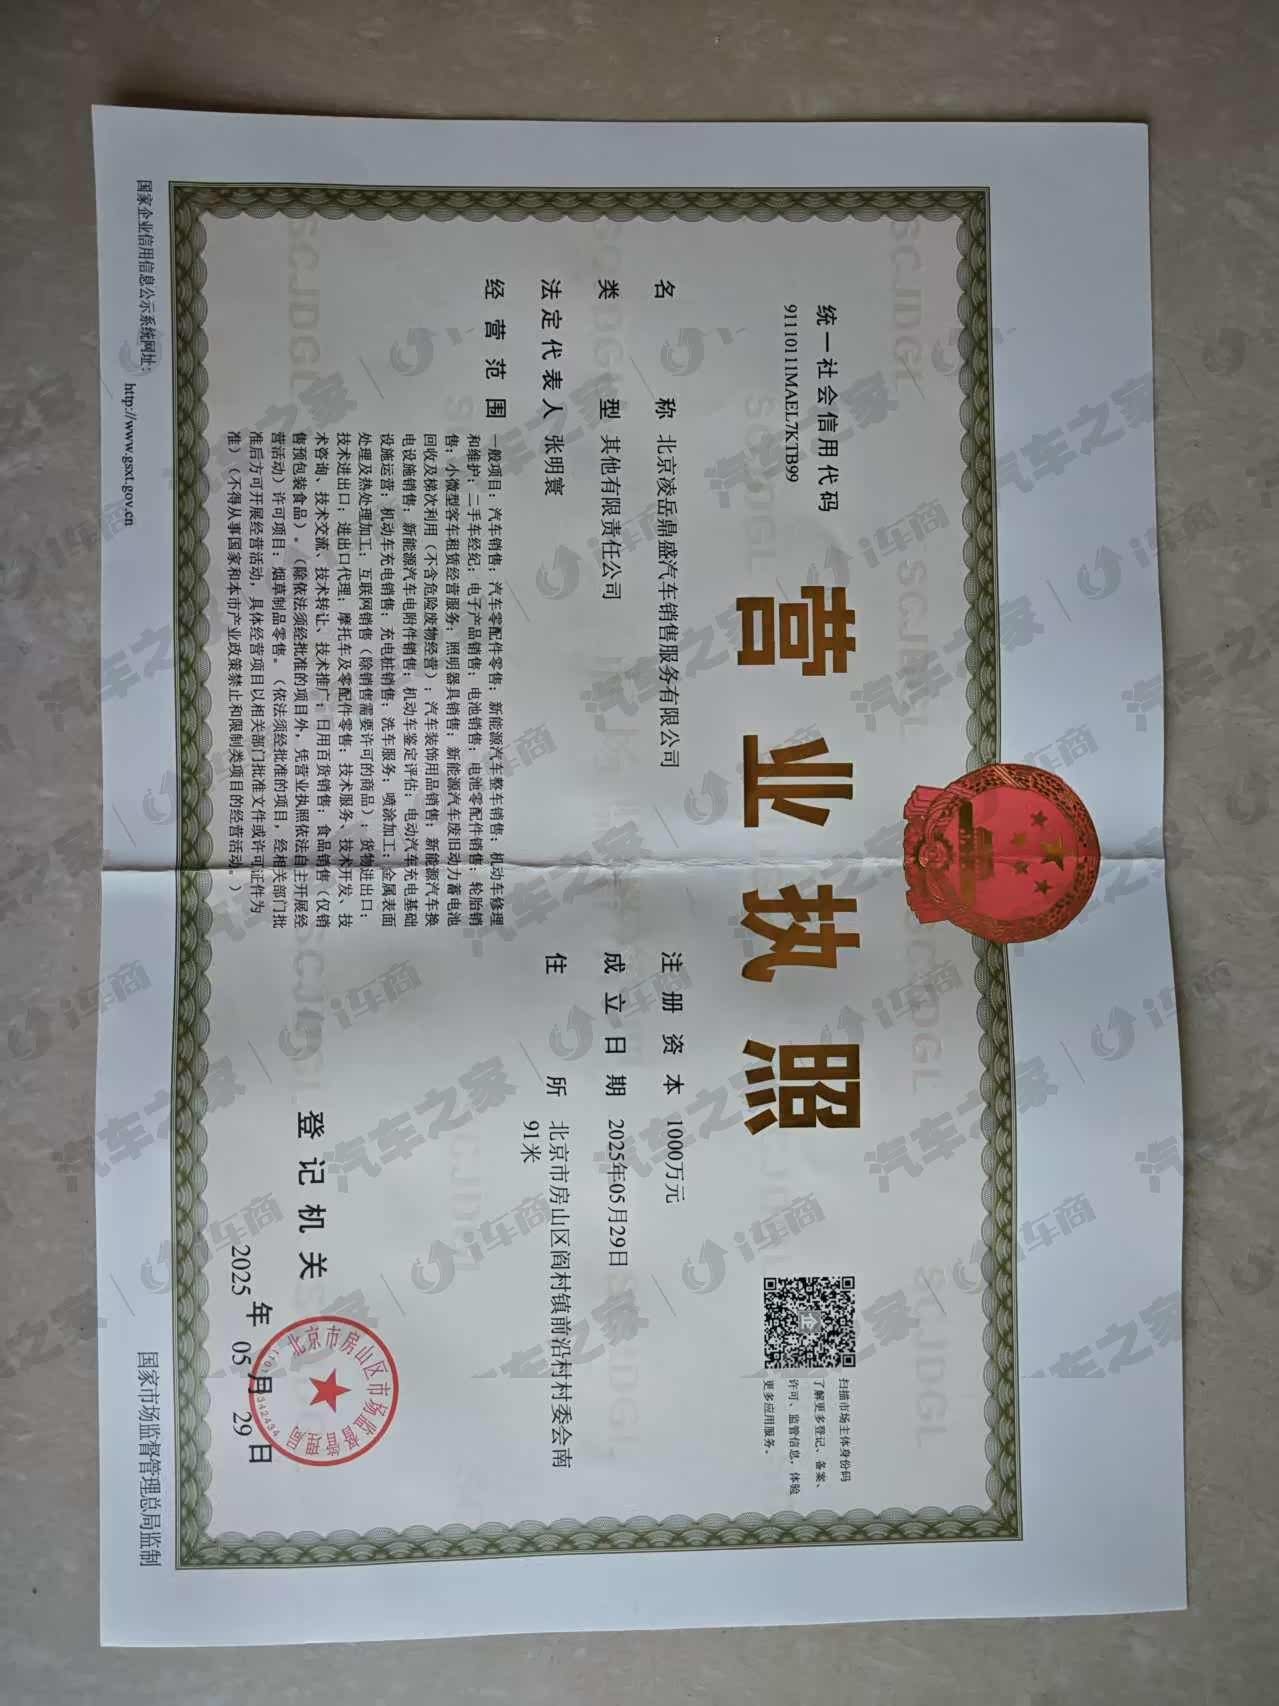 营业执照
统一社会信用代码
91110111MAEL7KTB99
扫描市场主体身份码
了解更多登记、备案、
许可、监管信息，体验
更多应用服务。
名称 北京凌岳鼎盛汽车销售服务有限公司
类型 其他有限责任公司
法定代表人 张明寰
经营范围 一般项目：汽车销售；汽车零配件零售；新能源汽车整车销售；机动车修理
和维护；二手车经纪；电子产品销售；电池销售；电池零配件销售；轮胎销
售；小微型客车租赁经营服务；照明器具销售；新能源汽车废旧动力蓄电池
回收及梯次利用（不含危险废物经营）；汽车装饰用品销售；新能源汽车换
电设施销售；新能源汽车电附件销售；机动车鉴定评估；电动汽车充电基础
设施运营；机动车充电销售；充电桩销售；洗车服务；喷涂加工；金属表面
处理及热处理加工；互联网销售（除销售需要许可的商品）；货物进出口；
技术进出口；进出口代理；摩托车及零配件零售；技术服务、技术开发、技
术咨询、技术交流、技术转让、技术推广；日用百货销售；食品销售（仅销
售预包装食品）。（除依法须经批准的项目外，凭营业执照依法自主开展经
营活动）许可项目：烟草制品零售。（依法须经批准的项目，经相关部门批
准后方可开展经营活动，具体经营项目以相关部门批准文件或许可证件为
准）（不得从事国家和本市产业政策禁止和限制类项目的经营活动。）
注册资本 1000万元
成立日期 2025年05月29日
住所 北京市房山区阎村镇前沿村村委会南
91米
登记机关
北京市房山区市场监督管理局
2025年05月29日
国家企业信用信息公示系统网址： http://www.gsxt.gov.cn
国家市场监督管理总局监制
汽车之家
i车商
SCJDGL